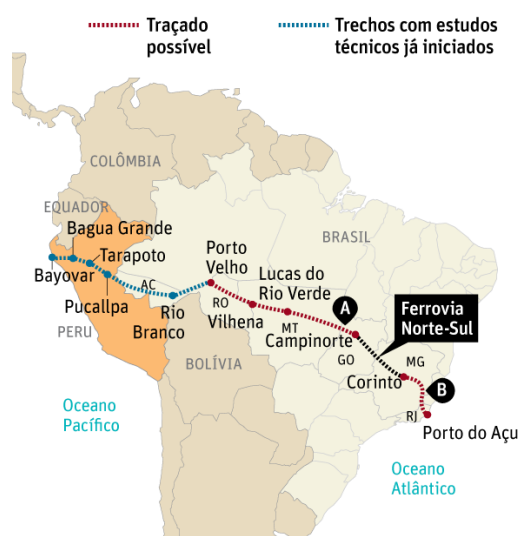 Traçado
possível
Trechos com estudos
técnicos já iniciados
COLÔMBIA
EQUADOR
Bagua Grande
Tarapoto
Bayovar
Pucallpa
PERU
AC
Rio
Branco
Porto
Velho
RO
Vilhena
Lucas do
Rio Verde
MT
BRASIL
A
Campinorte
GO
Ferrovia
Norte-Sul
MG
Corinto
B
RJ
Porto do Açu
BOLÍVIA
Oceano
Pacífico
Oceano
Atlântico